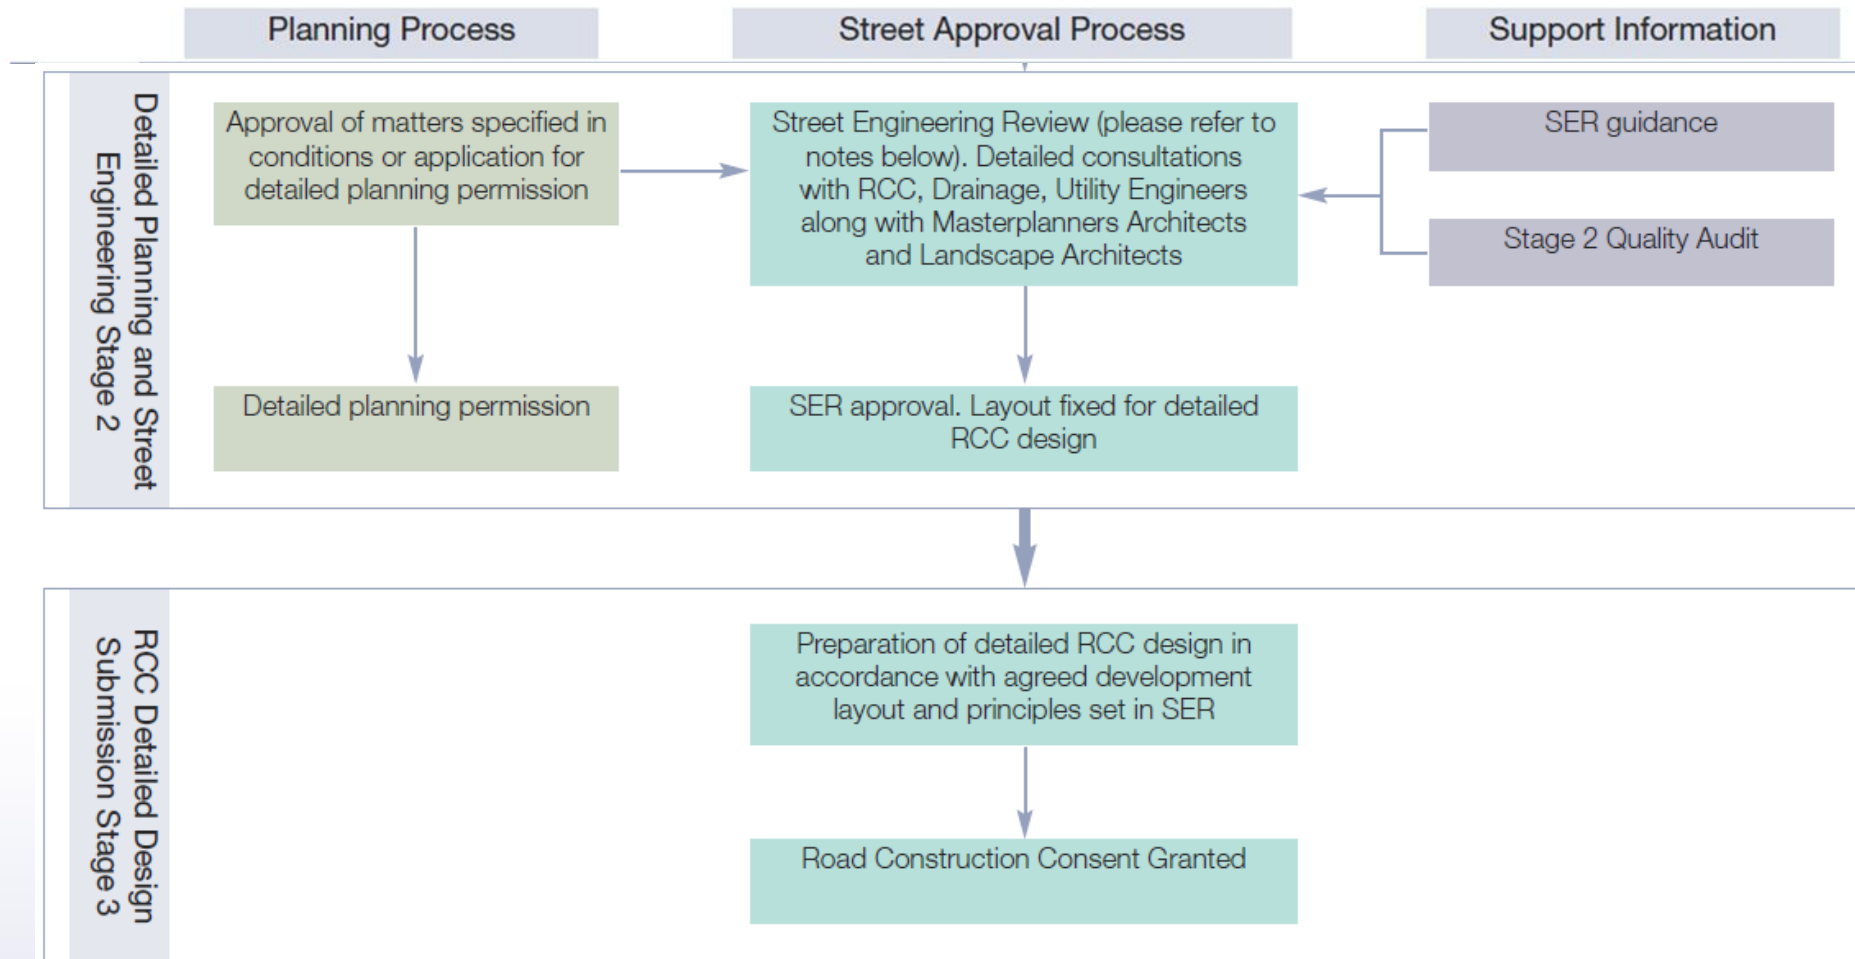 Planning Process
Street Approval Process
Support Information
Detailed Planning and Street
Engineering Stage 2
Approval of matters specified in
conditions or application for
detailed planning permission
Street Engineering Review (please refer to
notes below). Detailed consultations
with RCC, Drainage, Utility Engineers
along with Masterplanners Architects
and Landscape Architects
SER guidance
Stage 2 Quality Audit
Detailed planning permission
SER approval. Layout fixed for detailed
RCC design
RCC Detailed Design
Submission Stage 3
Preparation of detailed RCC design in
accordance with agreed development
layout and principles set in SER
Road Construction Consent Granted